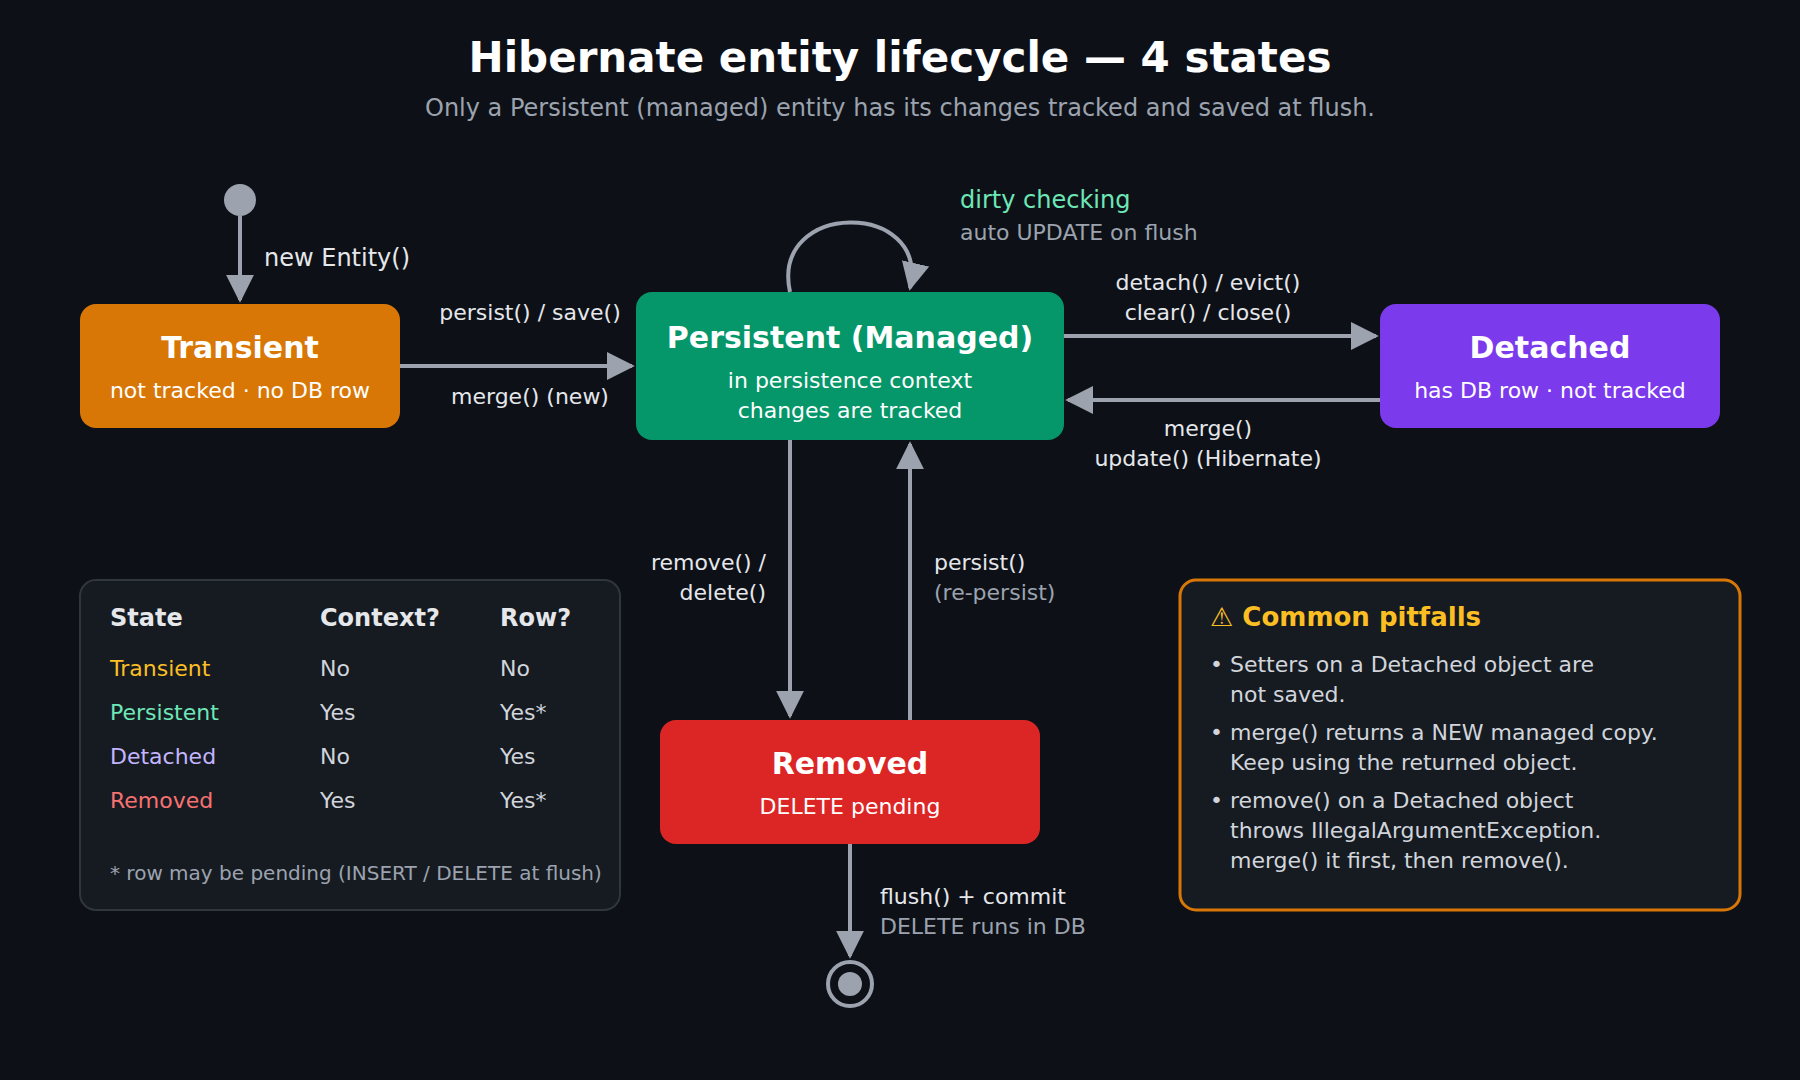 Hibernate entity lifecycle — 4 states
Only a Persistent (managed) entity has its changes tracked and saved at flush.
new Entity()
dirty checking
auto UPDATE on flush
Transient
not tracked · no DB row
persist() / save()
merge() (new)
Persistent (Managed)
in persistence context
changes are tracked
detach() / evict()
clear() / close()
merge()
update() (Hibernate)
Detached
has DB row · not tracked
remove() /
delete()
persist()
(re-persist)
State Context? Row?
Transient No No
Persistent Yes Yes*
Detached No Yes
Removed Yes Yes*
* row may be pending (INSERT / DELETE at flush)
Removed
DELETE pending
flush() + commit
DELETE runs in DB
⚠ Common pitfalls
• Setters on a Detached object are
not saved.
• merge() returns a NEW managed copy.
Keep using the returned object.
• remove() on a Detached object
throws IllegalArgumentException.
merge() it first, then remove().